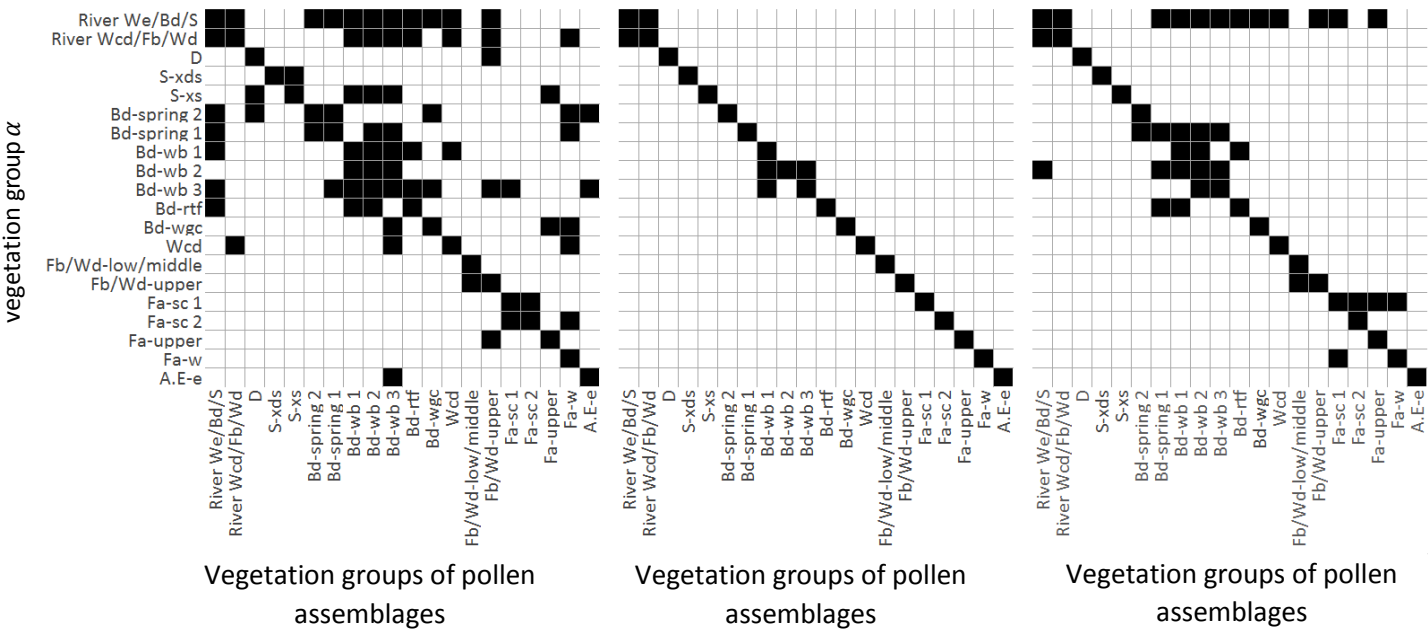 vegetation group α
River We/Bd/S
River Wcd/Fb/Wd
D
S-xds
S-xs
Bd-spring 2
Bd-spring 1
Bd-wb 1
Bd-wb 2
Bd-wb 3
Bd-rtf
Bd-wgc
Wcd
Fb/Wd-low/middle
Fb/Wd-upper
Fa-sc 1
Fa-sc 2
Fa-upper
Fa-w
A.E-e
River We/Bd/S
River Wcd/Fb/Wd
D
S-xds
S-xs
Bd-spring 2
Bd-spring 1
Bd-wb 1
Bd-wb 2
Bd-wb 3
Bd-rtf
Bd-wgc
Wcd
Fb/Wd-low/middle
Fb/Wd-upper
Fa-sc 1
Fa-sc 2
Fa-upper
Fa-w
A.E-e
River We/Bd/S
River Wcd/Fb/Wd
D
S-xds
S-xs
Bd-spring 2
Bd-spring 1
Bd-wb 1
Bd-wb 2
Bd-wb 3
Bd-rtf
Bd-wgc
Wcd
Fb/Wd-low/middle
Fb/Wd-upper
Fa-sc 1
Fa-sc 2
Fa-upper
Fa-w
A.E-e
River We/Bd/S
River Wcd/Fb/Wd
D
S-xds
S-xs
Bd-spring 2
Bd-spring 1
Bd-wb 1
Bd-wb 2
Bd-wb 3
Bd-rtf
Bd-wgc
Wcd
Fb/Wd-low/middle
Fb/Wd-upper
Fa-sc 1
Fa-sc 2
Fa-upper
Fa-w
A.E-e
Vegetation groups of pollen
assemblages
Vegetation groups of pollen
assemblages
Vegetation groups of pollen
assemblages